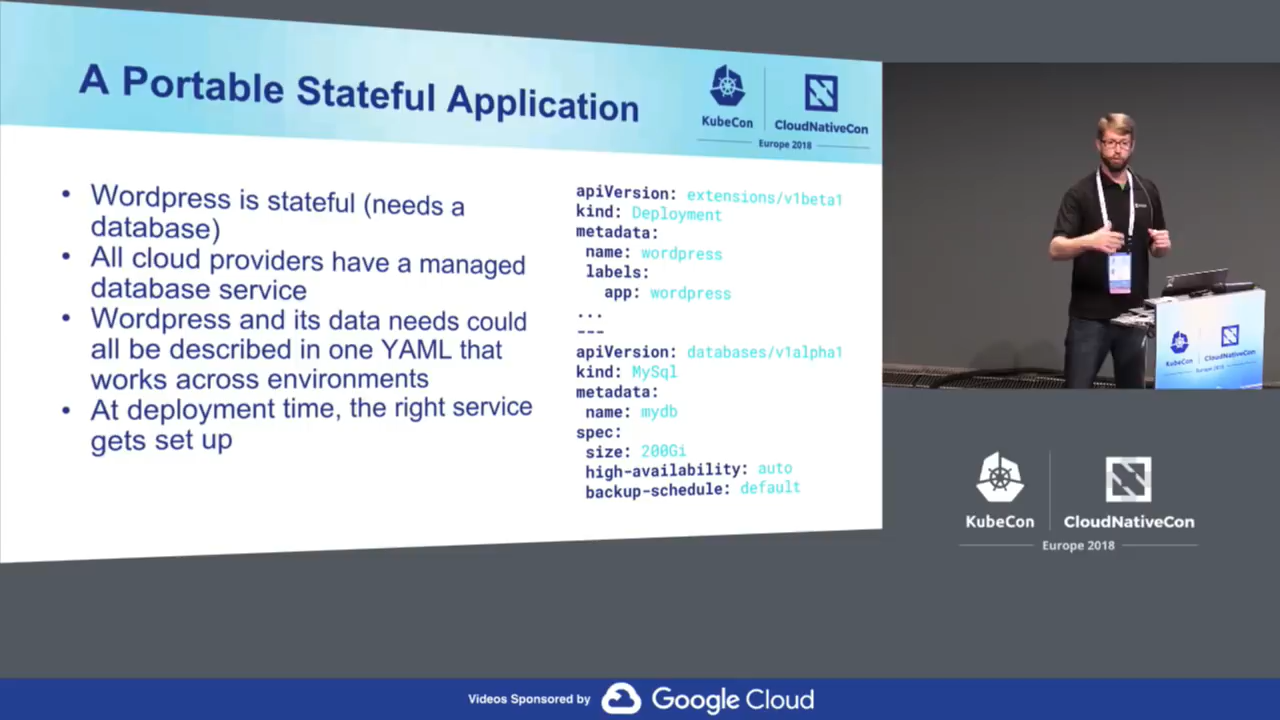 A Portable Stateful Application
KubeCon
CloudNativeCon
Europe 2018
• Wordpress is stateful (needs a
database)
• All cloud providers have a managed
database service
• Wordpress and its data needs could
all be described in one YAML that
works across environments
• At deployment time, the right service
gets set up
apiVersion: extensions/v1beta1
kind: Deployment
metadata:
name: wordpress
labels:
app: wordpress
...
---
apiVersion: databases/v1alpha1
kind: MySql
metadata:
name: mydb
spec:
size: 200Gi
high-availability: auto
backup-schedule: default
KubeCon
CloudNativeCon
Europe 2018
KubeCon
CloudNativeCon
Europe 2018
Videos Sponsored by
Google Cloud